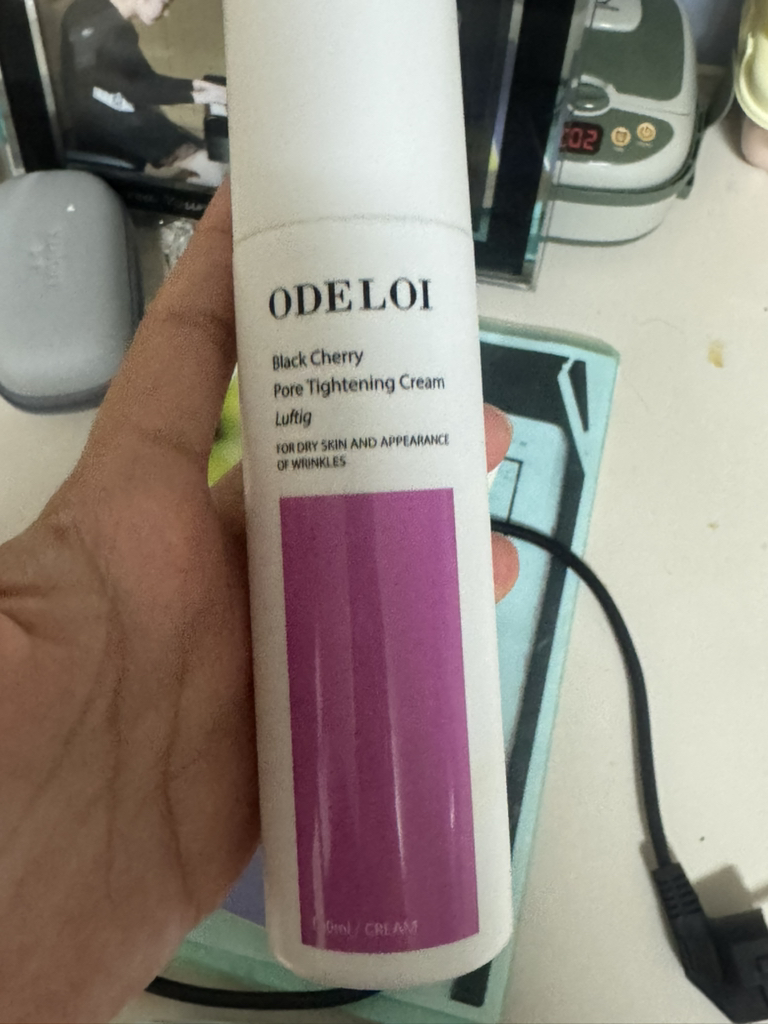 ODELOI
Black Cherry
Pore Tightening Cream
Luftig
FOR DRY SKIN AND APPEARANCE
OF WRINKLES
/ CREAM